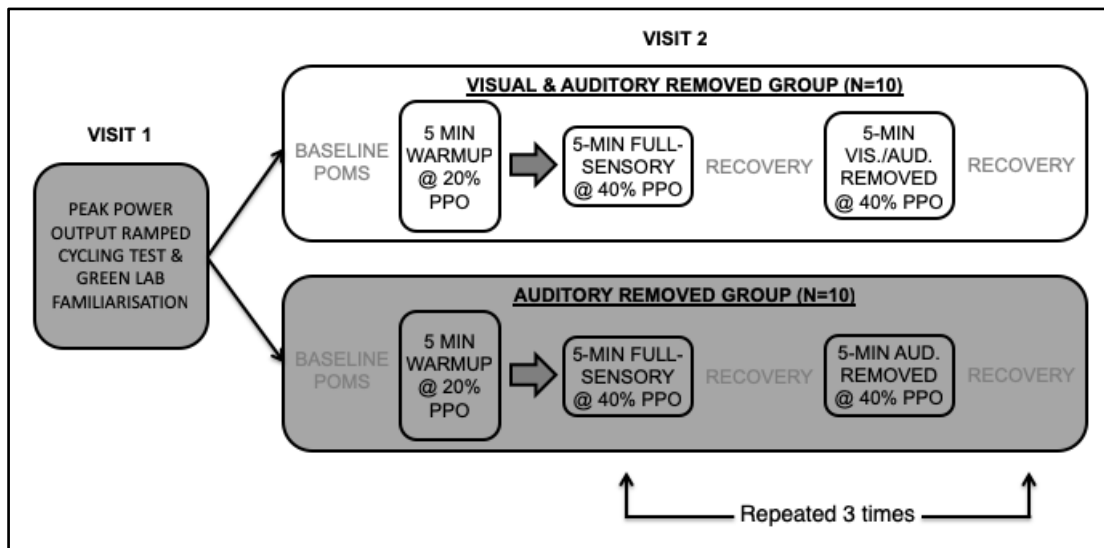 VISIT 2
VISUAL & AUDITORY REMOVED GROUP (N=10)
VISIT 1
PEAK POWER
OUTPUT RAMPED
CYCLING TEST &
GREEN LAB
FAMILIARISATION
BASELINE
POMS
5 MIN
WARMUP
@ 20%
PPO
5-MIN FULL-
SENSORY
@ 40% PPO
RECOVERY
5-MIN
VIS./AUD.
REMOVED
@ 40% PPO
RECOVERY
AUDITORY REMOVED GROUP (N=10)
BASELINE
POMS
5 MIN
WARMUP
@ 20%
PPO
5-MIN FULL-
SENSORY
@ 40% PPO
RECOVERY
5-MIN AUD.
REMOVED
@ 40% PPO
RECOVERY
Repeated 3 times